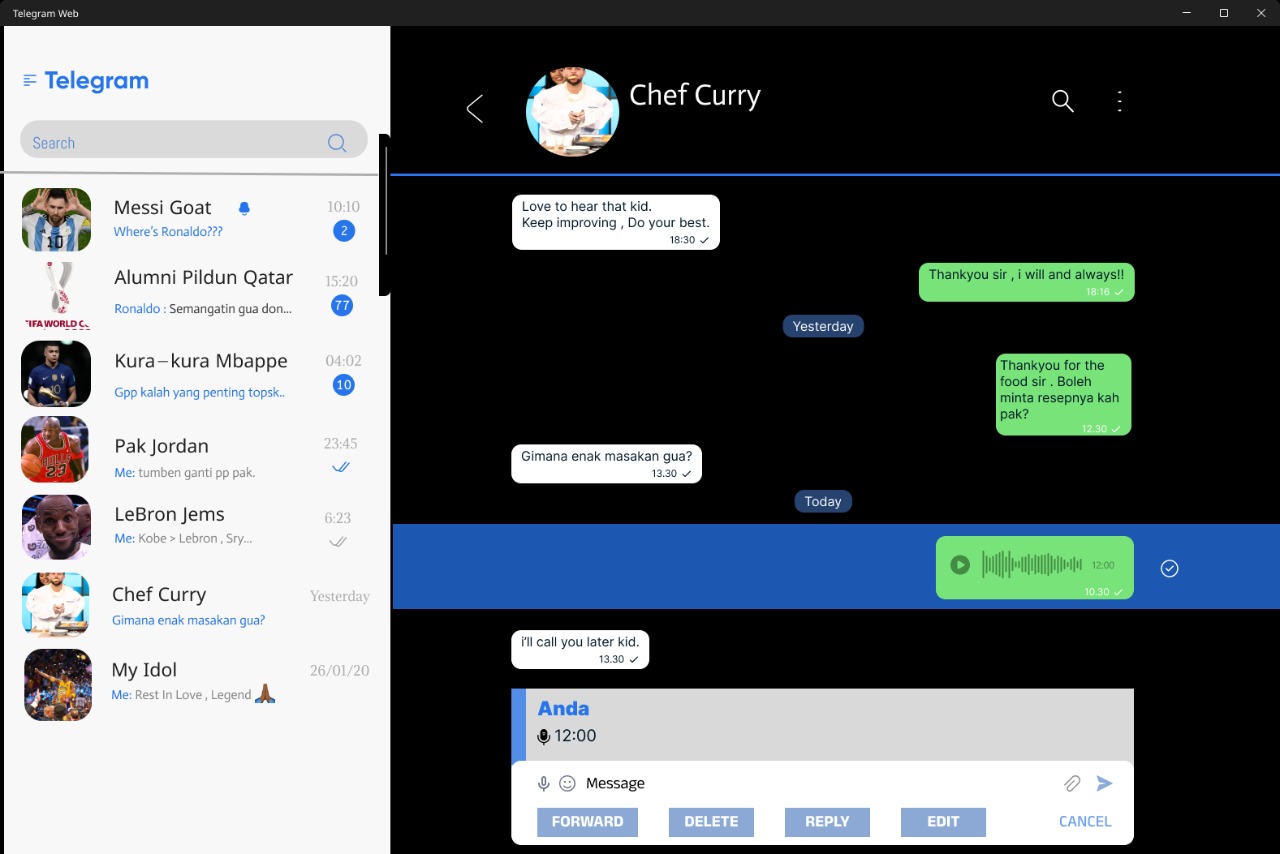 Telegram Web
Telegram
Search
Messi Goat
10:10
Where's Ronaldo???
2
Alumni Pildun Qatar
15:20
Ronaldo : Semangatin gua don...
77
Kura-kura Mbappe
04:02
Gpp kalah yang penting topsk..
10
Pak Jordan
23:45
Me: tumben ganti pp pak.
LeBron Jems
6:23
Me: Kobe > Lebron , Sry...
Chef Curry
Yesterday
Gimana enak masakan gua?
My Idol
26/01/20
Me: Rest In Love , Legend 🙏🏾
Chef Curry
Love to hear that kid.
Keep improving , Do your best.
18:30
Thankyou sir , i will and always!!
18:16
Yesterday
Thankyou for the
food sir . Boleh
minta resepnya kah
pak?
12.30
Gimana enak masakan gua?
13.30
Today
12:00
10.30
i'll call you later kid.
13.30
Anda
12:00
Message
FORWARD
DELETE
REPLY
EDIT
CANCEL